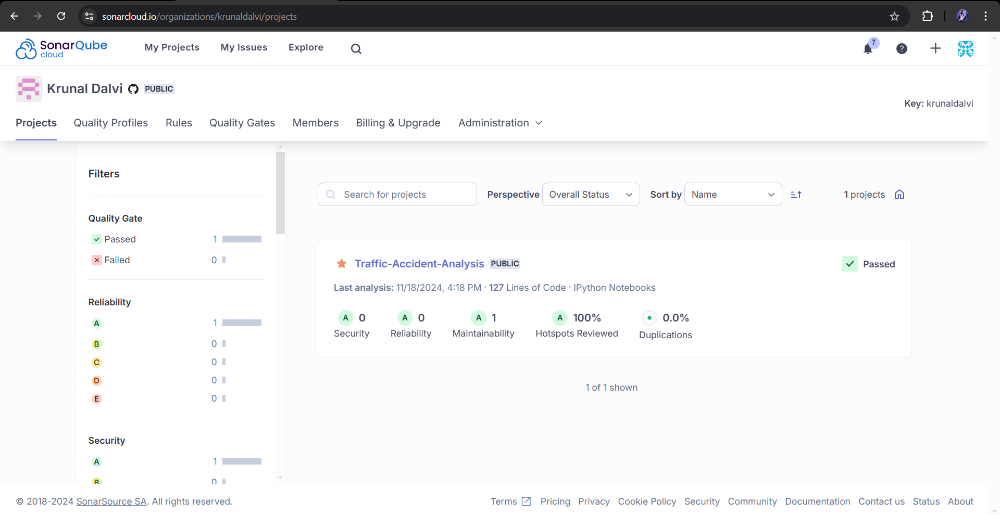 sonarcloud.io/organizations/krunaldalvi/projects
SonarQube cloud My Projects My Issues Explore 7 ?
Krunal Dalvi PUBLIC
Key: krunaldalvi
Projects Quality Profiles Rules Quality Gates Members Billing & Upgrade Administration
Filters
Quality Gate
Passed 1
Failed 0
Reliability
A 1
B 0
C 0
D 0
E 0
Security
A 1
B 0
Search for projects Perspective Overall Status Sort by Name 1 projects
Traffic-Accident-Analysis PUBLIC Passed
Last analysis: 11/18/2024, 4:18 PM • 127 Lines of Code • IPython Notebooks
A 0 A 0 A 1 A 100% 0.0%
Security Reliability Maintainability Hotspots Reviewed Duplications
1 of 1 shown
© 2018-2024 SonarSource SA. All rights reserved. Terms Pricing Privacy Cookie Policy Security Community Documentation Contact us Status About